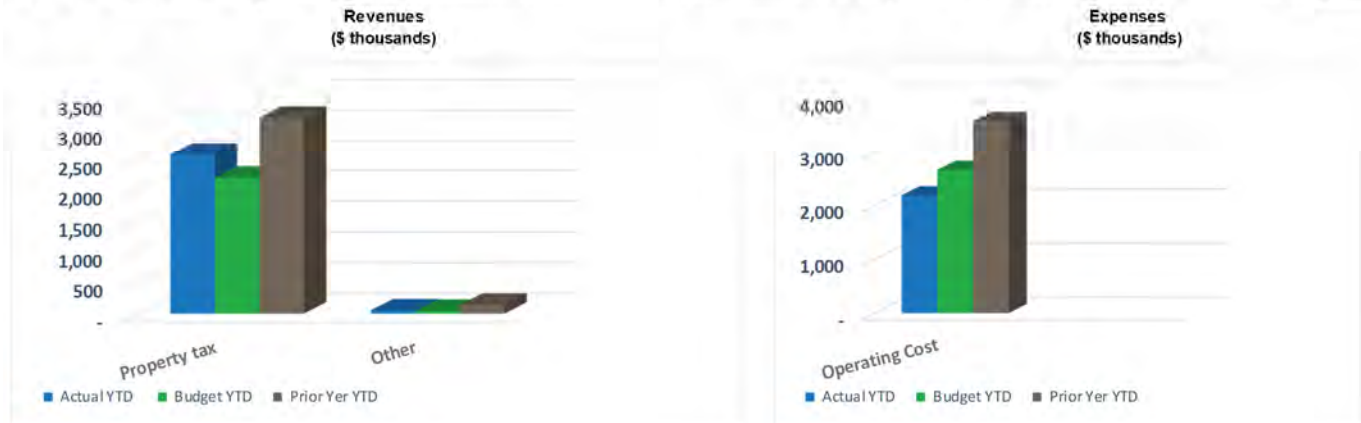 Revenues
($ thousands)
3,500
3,000
2,500
2,000
1,500
1,000
500
-
Property tax
Other
Actual YTD
Budget YTD
Prior Yer YTD
Expenses
($ thousands)
4,000
3,000
2,000
1,000
-
Operating Cost
Actual YTD
Budget YTD
Prior Yer YTD